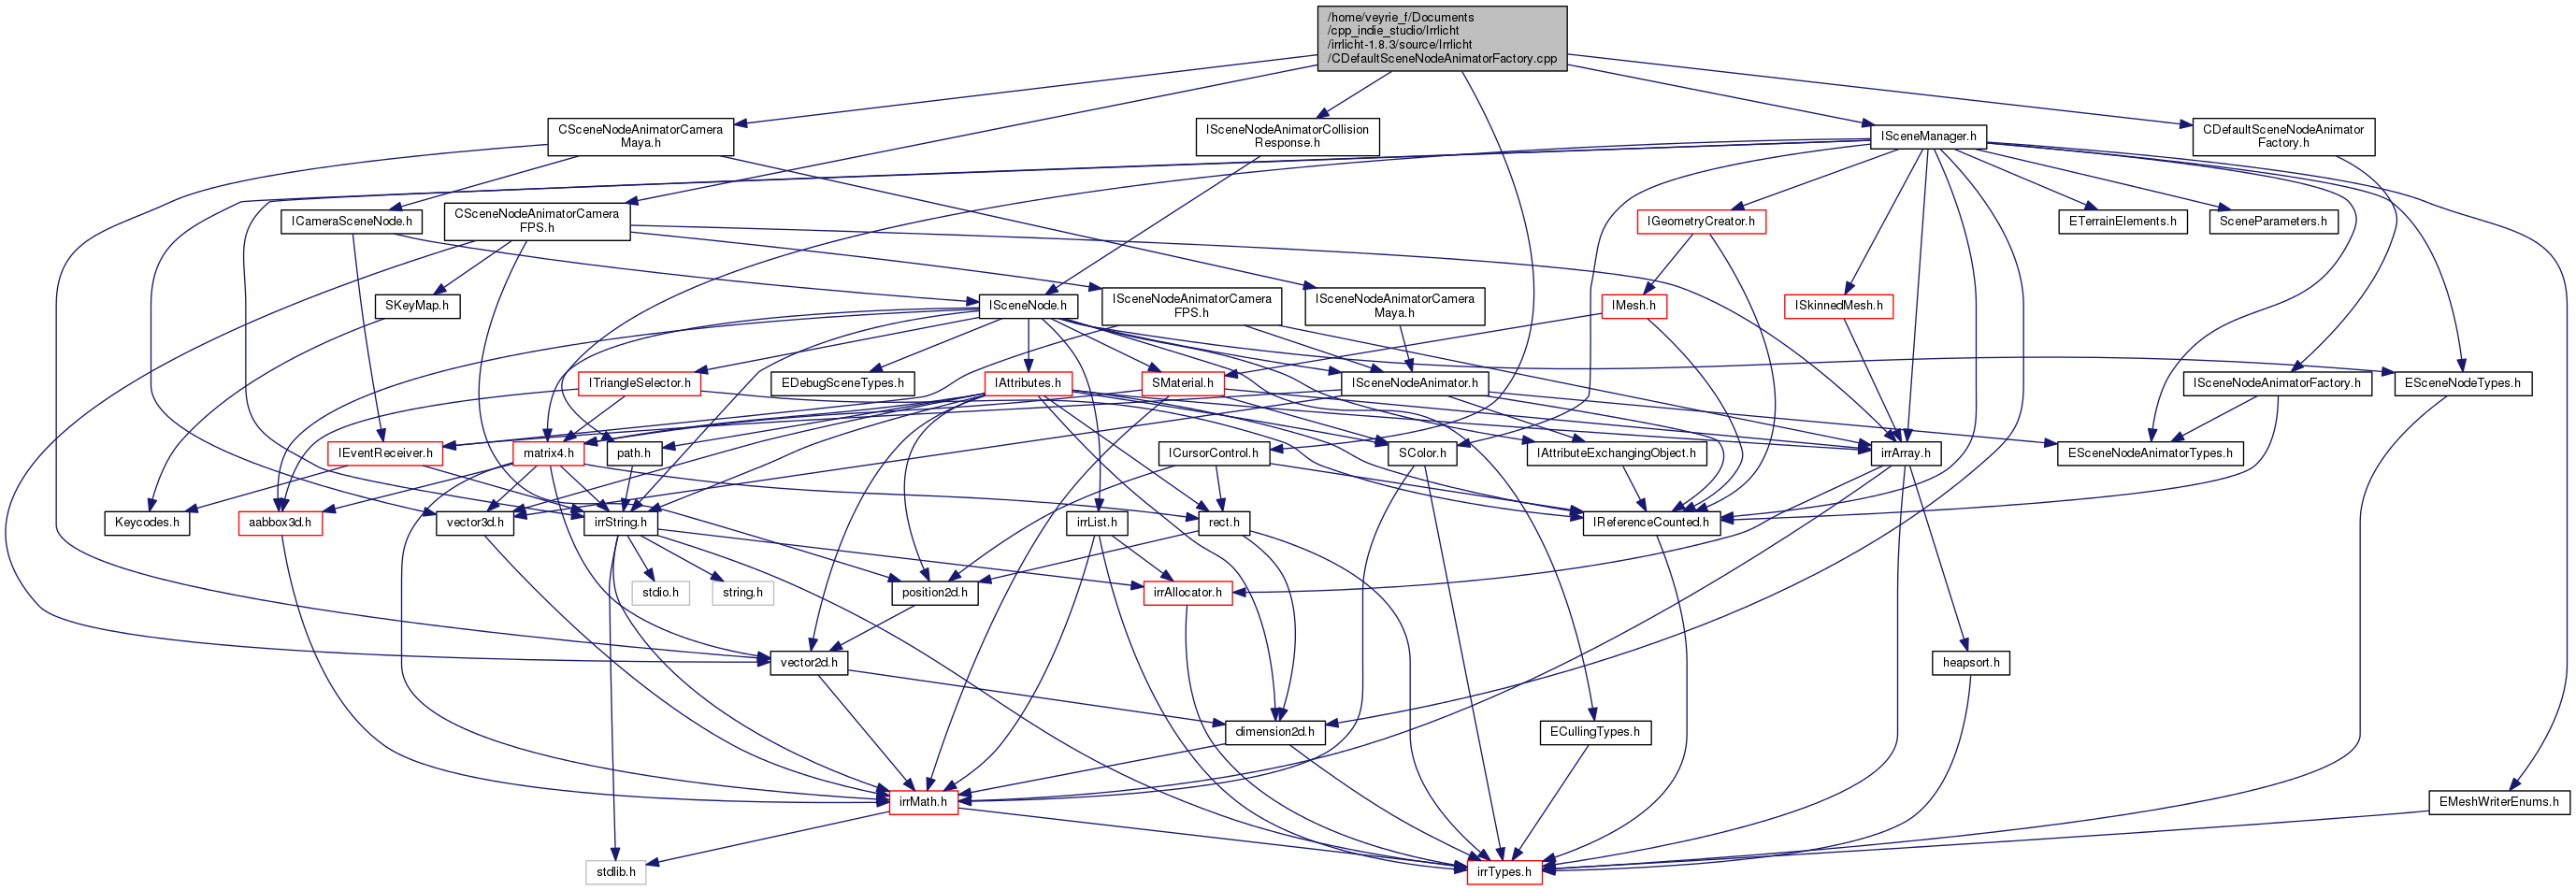 /home/veyrie_f/Documents
/cpp_indie_studio/Irrlicht
/irrlicht-1.8.3/source/Irrlicht
/CDefaultSceneNodeAnimatorFactory.cpp
CSceneNodeAnimatorCamera
Maya.h
ISceneNodeAnimatorCollision
Response.h
ISceneManager.h
CDefaultSceneNodeAnimator
Factory.h
ICameraSceneNode.h
CSceneNodeAnimatorCamera
FPS.h
IGeometryCreator.h
ETerrainElements.h
SceneParameters.h
SKeyMap.h
ISceneNode.h
ISceneNodeAnimatorCamera
FPS.h
ISceneNodeAnimatorCamera
Maya.h
IMesh.h
ISkinnedMesh.h
ITriangleSelector.h
EDebugSceneTypes.h
IAttributes.h
SMaterial.h
ISceneNodeAnimator.h
ISceneNodeAnimatorFactory.h
ESceneNodeTypes.h
IEventReceiver.h
matrix4.h
path.h
ICursorControl.h
SColor.h
IAttributeExchangingObject.h
irrArray.h
ESceneNodeAnimatorTypes.h
Keycodes.h
aabbox3d.h
vector3d.h
irrString.h
irrList.h
rect.h
IReferenceCounted.h
stdio.h
string.h
position2d.h
irrAllocator.h
vector2d.h
heapsort.h
dimension2d.h
ECullingTypes.h
irrMath.h
EMeshWriterEnums.h
stdlib.h
irrTypes.h